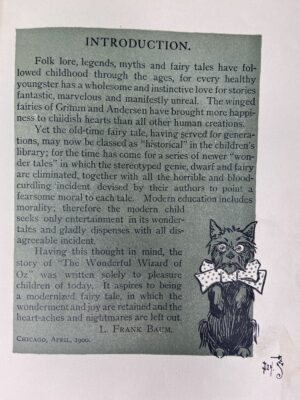 INTRODUCTION.
Folk lore, legends, myths and fairy tales have fol-
lowed childhood through the ages, for every healthy
youngster has a wholesome and instinctive love for stories
fantastic, marvelous and manifestly unreal. The winged
fairies of Grimm and Andersen have brought more happi-
ness to childish hearts than all other human creations.
Yet the old-time fairy tale, having served for genera-
tions, may now be classed as "historical" in the children's
library; for the time has come for a series of newer "won-
der tales" in which the stereotyped genie, dwarf and fairy
are eliminated, together with all the horrible and blood-
curdling incident devised by their authors to point a
fearsome moral to each tale. Modern education includes
morality; therefore the modern child
seeks only entertainment in its wonder-
tales and gladly dispenses with all dis-
agreeable incident.
Having this thought in mind, the
story of "The Wonderful Wizard of
Oz" was written solely to pleasure
children of today. It aspires to being
a modernized fairy tale, in which the
wonderment and joy are retained and the
heart-aches and nightmares are left out.
L. FRANK BAUM.
CHICAGO, APRIL, 1900.